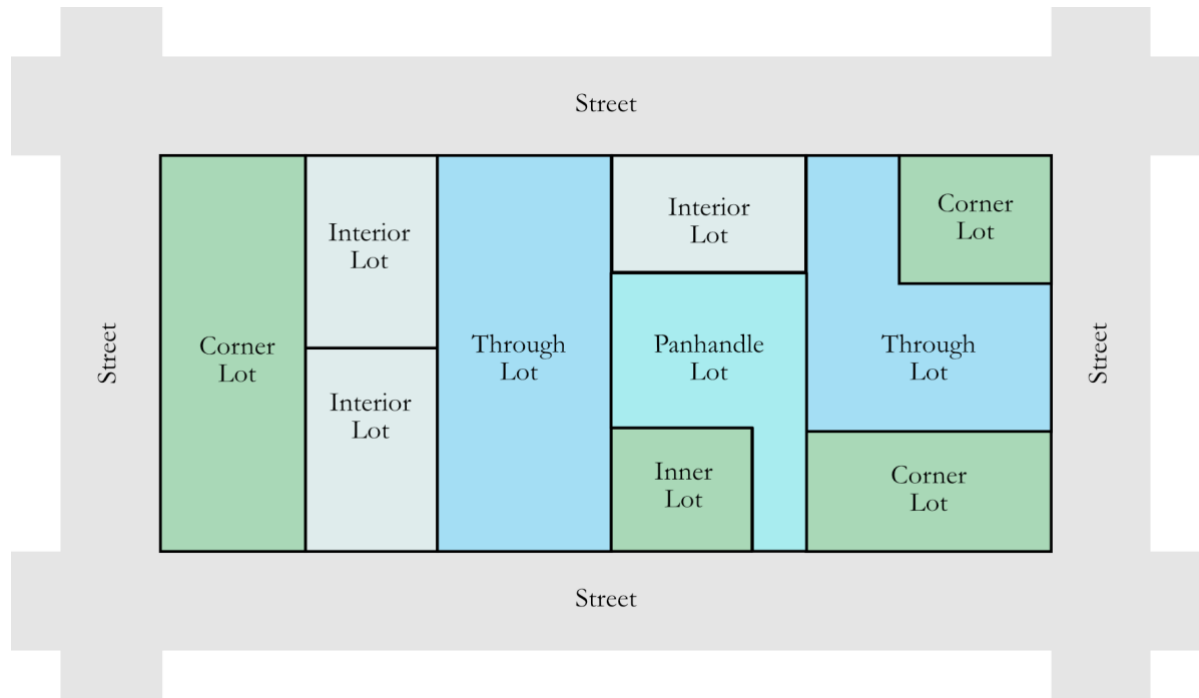 Street
Interior
Lot
Interior
Lot
Corner
Lot
Street
Corner
Lot
Through
Lot
Panhandle
Lot
Through
Lot
Street
Interior
Lot
Inner
Lot
Corner
Lot
Street